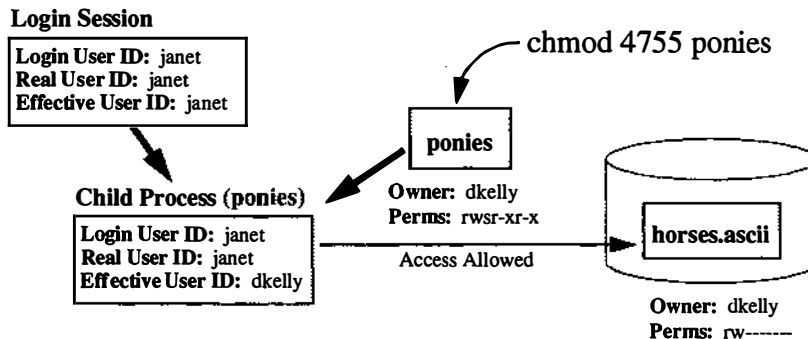 Login Session
Login User ID: janet
Real User ID: janet
Effective User ID: janet
chmod 4755 ponies
ponies
Owner: dkelly
Perms: rwsr-xr-x
Child Process (ponies)
Login User ID: janet
Real User ID: janet
Effective User ID: dkelly
Access Allowed
horses.ascii
Owner: dkelly
Perms: rw-------